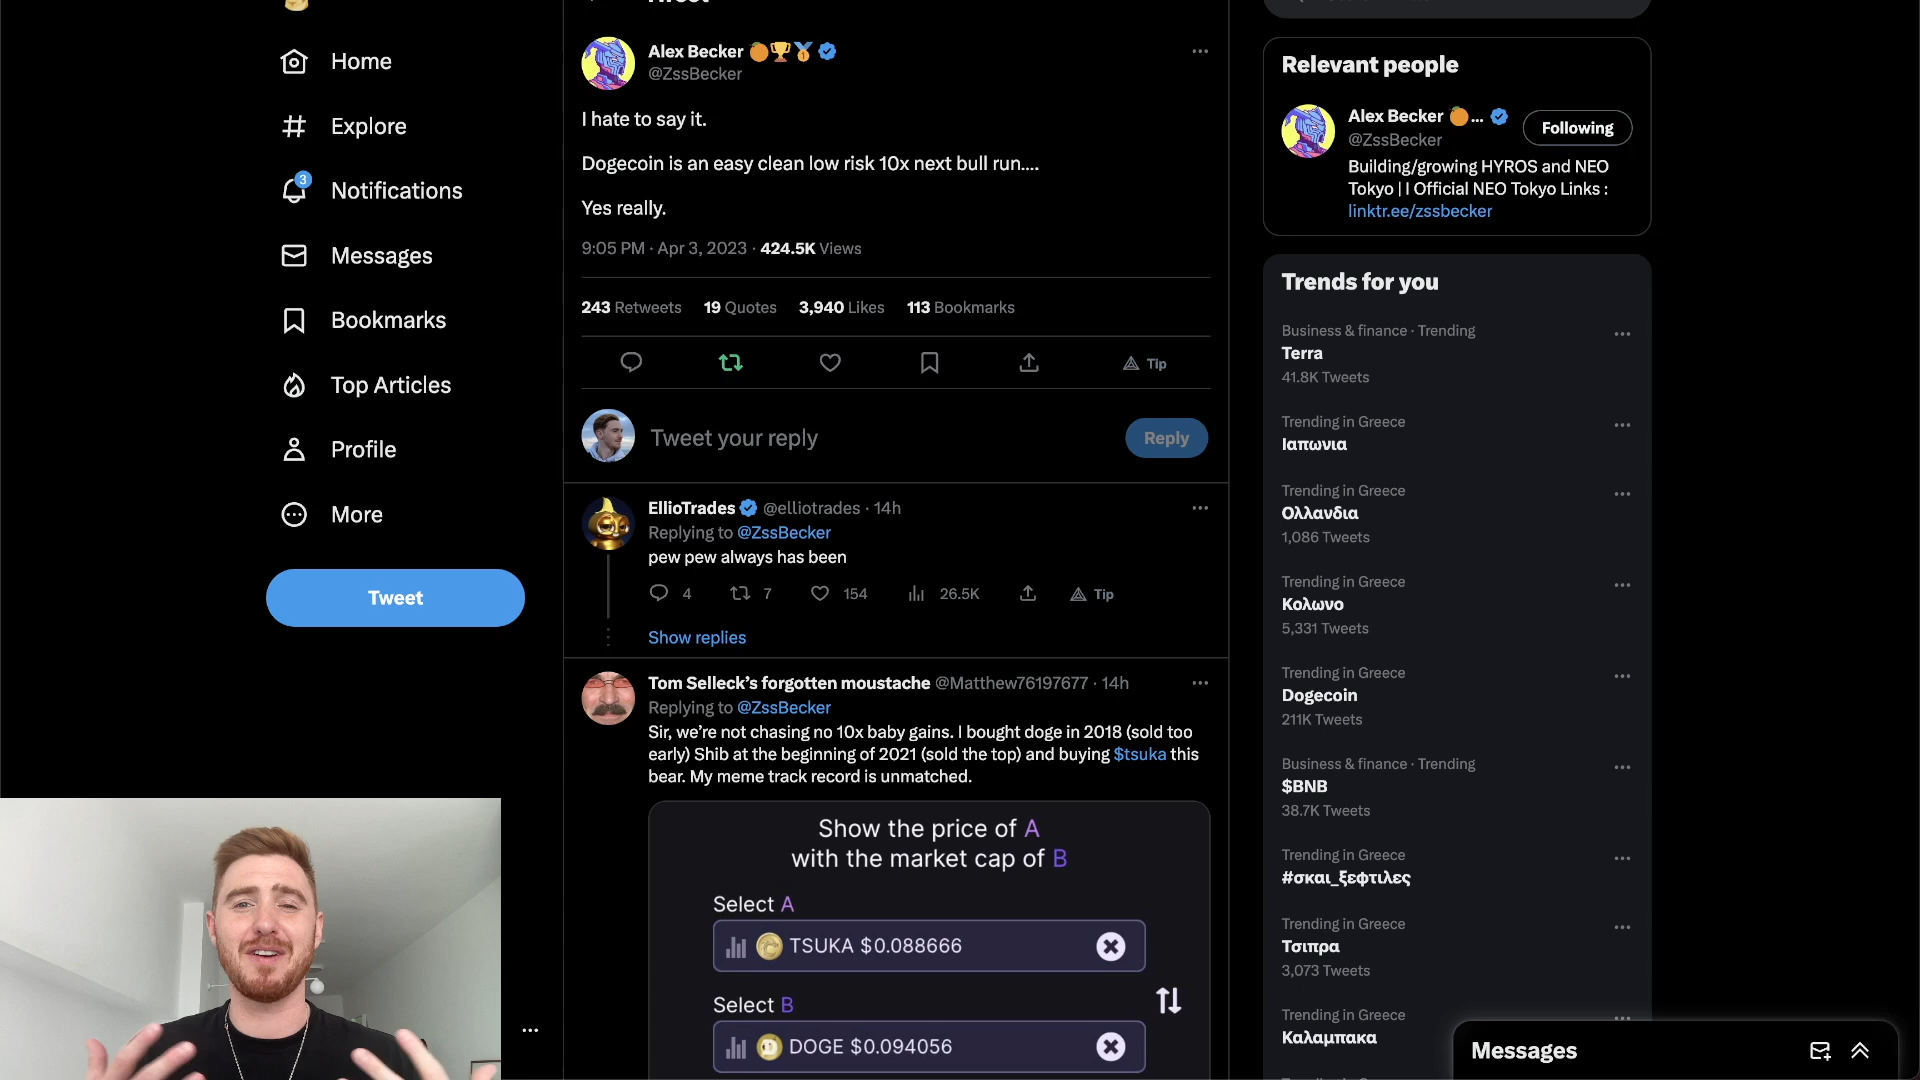 Home
Explore
3
Notifications
Messages
Bookmarks
Top Articles
Profile
More
Tweet
Alex Becker
@ZssBecker
I hate to say it.
Dogecoin is an easy clean low risk 10x next bull run....
Yes really.
9:05 PM · Apr 3, 2023 · 424.5K Views
243 Retweets 19 Quotes 3,940 Likes 113 Bookmarks
Tip
Tweet your reply
Reply
EllioTrades @elliotrades · 14h
Replying to @ZssBecker
pew pew always has been
4 7 154 26.5K Tip
Show replies
Tom Selleck's forgotten moustache @Matthew76197677 · 14h
Replying to @ZssBecker
Sir, we're not chasing no 10x baby gains. I bought doge in 2018 (sold too
early) Shib at the beginning of 2021 (sold the top) and buying $tsuka this
bear. My meme track record is unmatched.
Show the price of A
with the market cap of B
Select A
TSUKA $0.088666
Select B
DOGE $0.094056
Relevant people
Alex Becker ...
@ZssBecker
Following
Building/growing HYROS and NEO
Tokyo | I Official NEO Tokyo Links :
linktr.ee/zssbecker
Trends for you
Business & finance · Trending
Terra
41.8K Tweets
Trending in Greece
Ιαπωνια
Trending in Greece
Ολλανδια
1,086 Tweets
Trending in Greece
Κολωνο
5,331 Tweets
Trending in Greece
Dogecoin
211K Tweets
Business & finance · Trending
$BNB
38.7K Tweets
Trending in Greece
#σκαι_ξεφτιλες
Trending in Greece
Τσιπρα
3,073 Tweets
Trending in Greece
Καλαμπακα
Messages